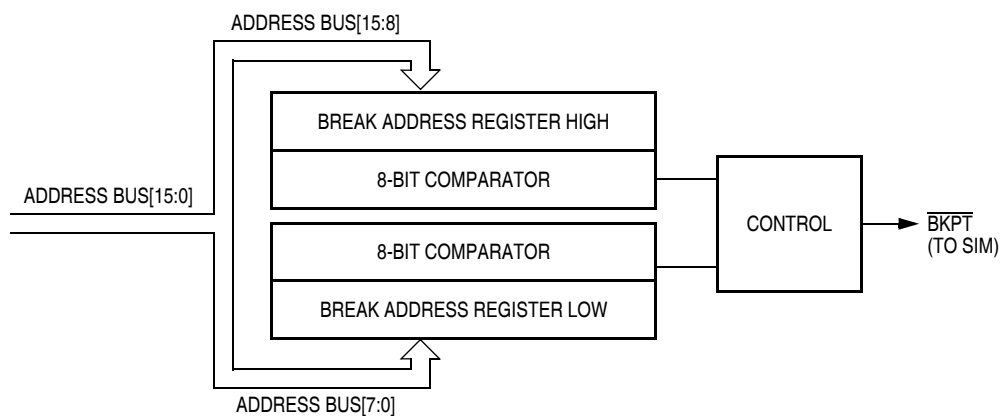 ADDRESS BUS[15:8]
BREAK ADDRESS REGISTER HIGH
8-BIT COMPARATOR
ADDRESS BUS[15:0]
CONTROL
BKPT
(TO SIM)
8-BIT COMPARATOR
BREAK ADDRESS REGISTER LOW
ADDRESS BUS[7:0]